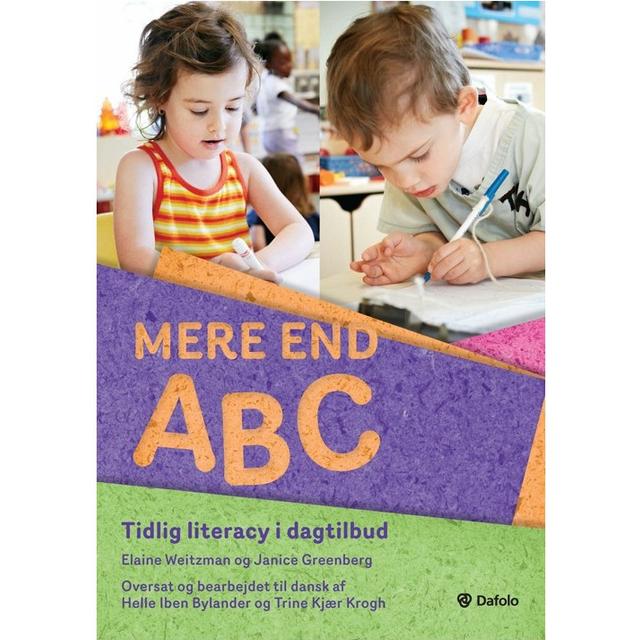 MERE END
ABC
Tidlig literacy i dagtilbud
Elaine Weitzman og Janice Greenberg
Oversat og bearbejdet til dansk af
Helle Iben Bylander og Trine Kjær Krogh
Dafolo